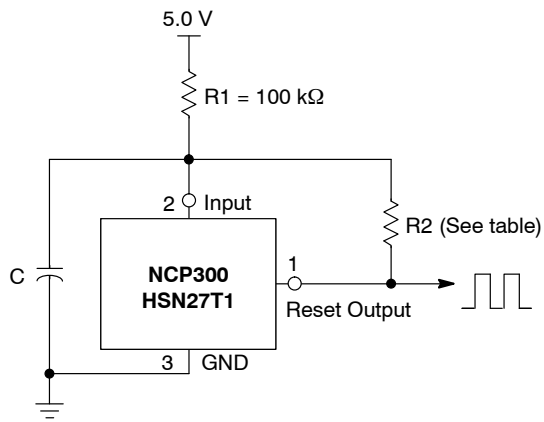 5.0 V
R1 = 100 kΩ
2 Input
R2 (See table)
C
NCP300
HSN27T1
1
Reset Output
3 GND